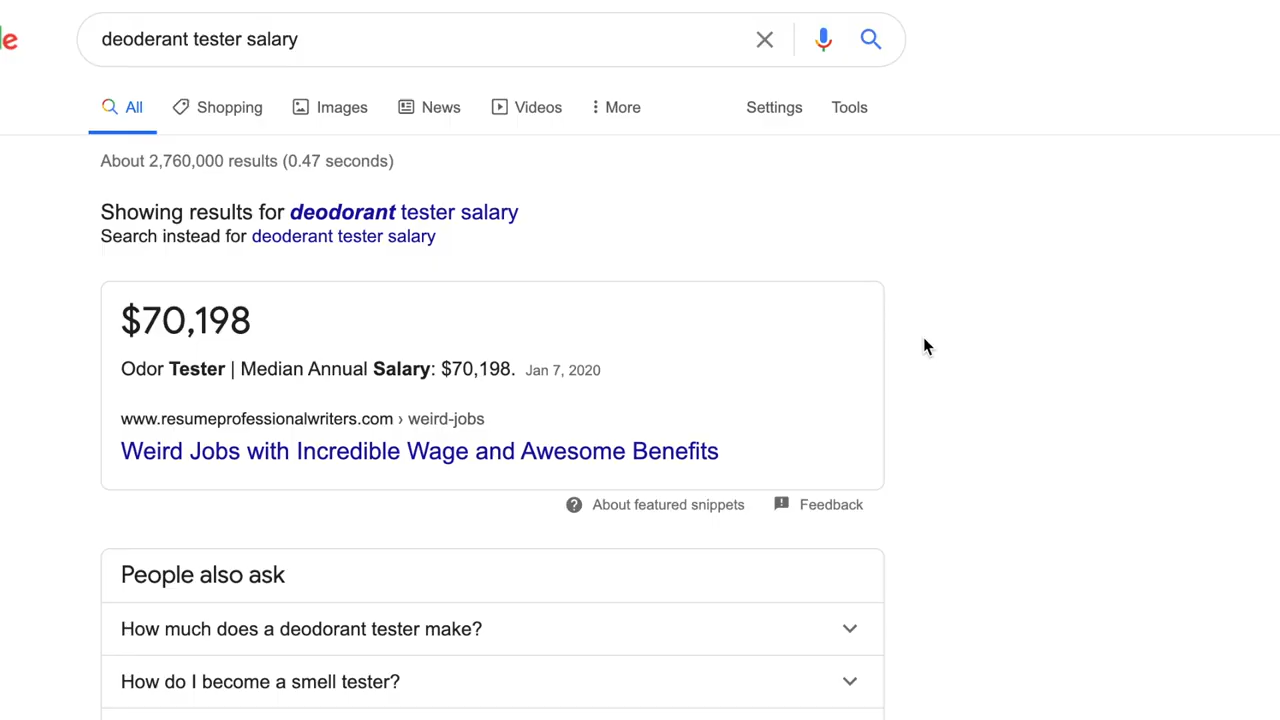 e
deoderant tester salary
All Shopping Images News Videos More Settings Tools
About 2,760,000 results (0.47 seconds)
Showing results for deodorant tester salary
Search instead for deoderant tester salary
$70,198
Odor Tester | Median Annual Salary: $70,198. Jan 7, 2020
www.resumeprofessionalwriters.com › weird-jobs
Weird Jobs with Incredible Wage and Awesome Benefits
About featured snippets Feedback
People also ask
How much does a deodorant tester make?
How do I become a smell tester?